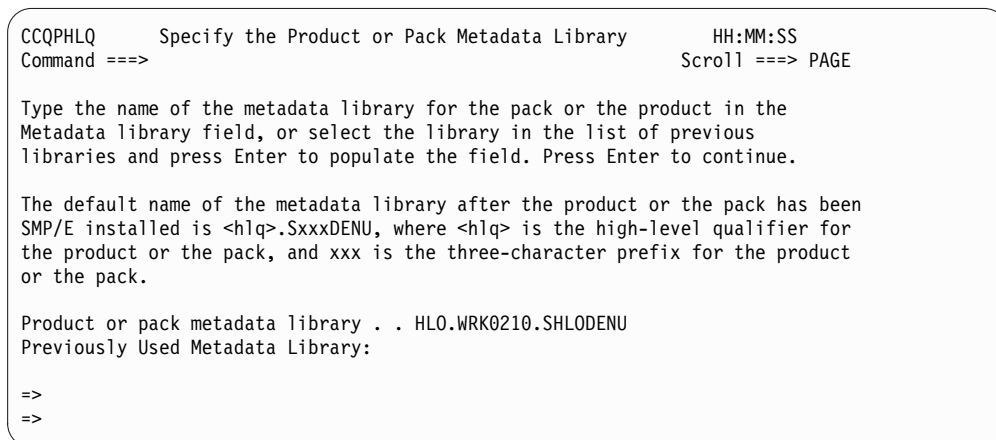 CCQPHLQ Specify the Product or Pack Metadata Library HH:MM:SS
Command ===> Scroll ===> PAGE
Type the name of the metadata library for the pack or the product in the
Metadata library field, or select the library in the list of previous
libraries and press Enter to populate the field. Press Enter to continue.
The default name of the metadata library after the product or the pack has been
SMP/E installed is <hlq>.SxxxDENU, where <hlq> is the high-level qualifier for
the product or the pack, and xxx is the three-character prefix for the product
or the pack.
Product or pack metadata library . . HLO.WRK0210.SHLODENU
Previously Used Metadata Library:
=>
=>